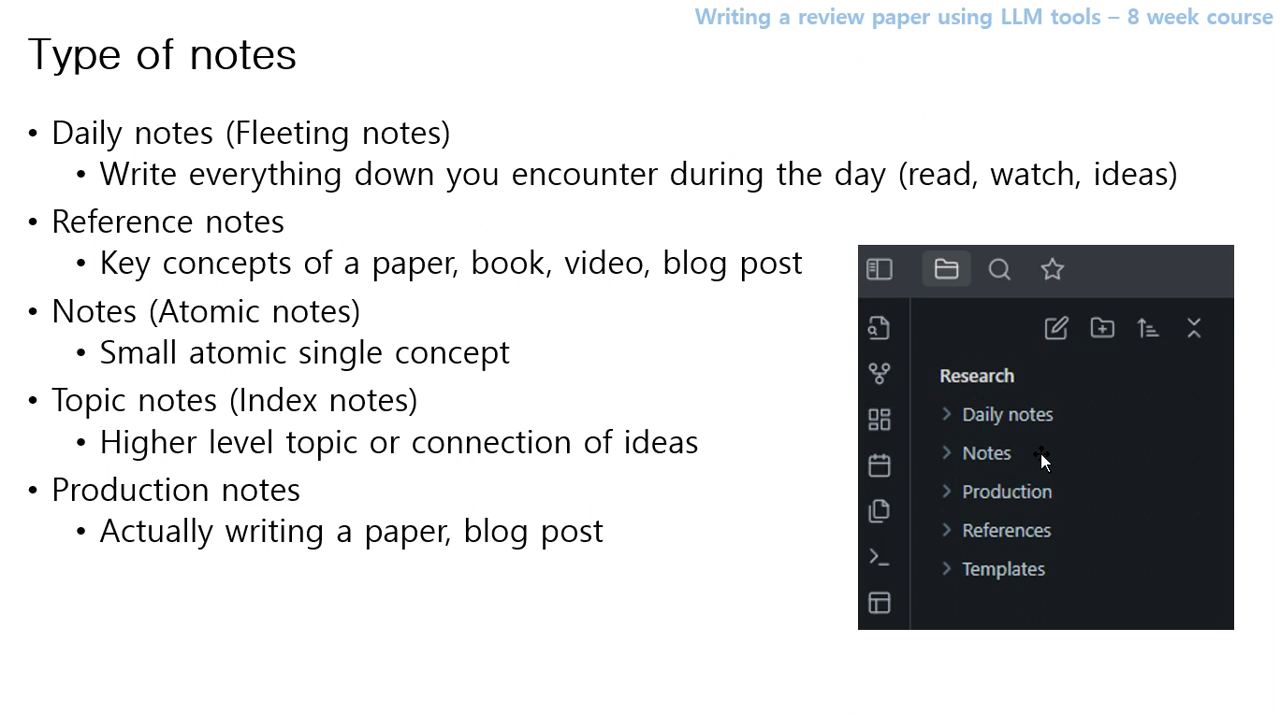 Writing a review paper using LLM tools – 8 week course
Type of notes
• Daily notes (Fleeting notes)
• Write everything down you encounter during the day (read, watch, ideas)
• Reference notes
• Key concepts of a paper, book, video, blog post
• Notes (Atomic notes)
• Small atomic single concept
• Topic notes (Index notes)
• Higher level topic or connection of ideas
• Production notes
• Actually writing a paper, blog post
Research
Daily notes
Notes
Production
References
Templates